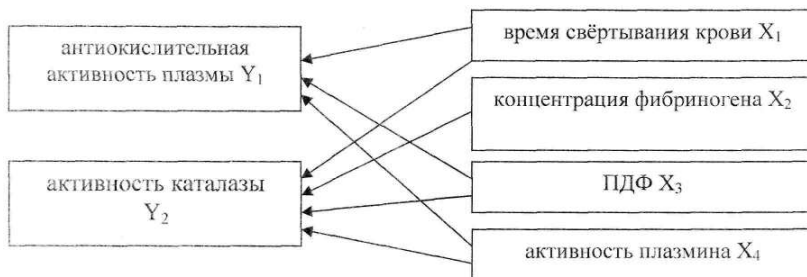 антиокислительная
активность плазмы Y₁
активность каталазы
Y₂
время свёртывания крови X₁
концентрация фибриногена X₂
ПДФ X₃
активность плазмина X₄